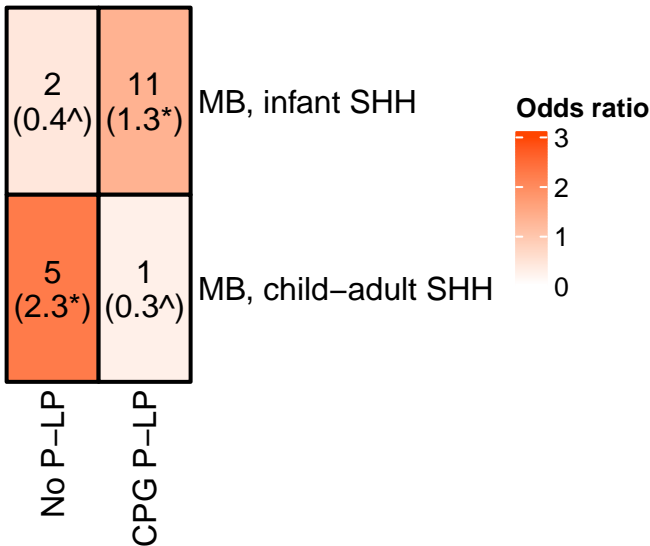 2
(0.4^)
11
(1.3*)
MB, infant SHH
5
(2.3*)
1
(0.3^)
MB, child−adult SHH
No P−LP
CPG P−LP
Odds ratio
3
2
1
0